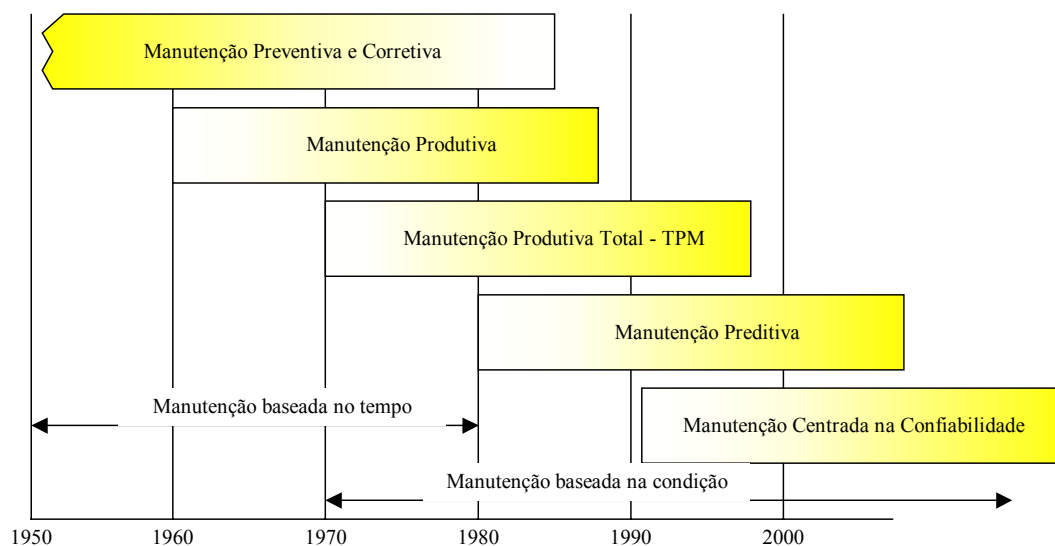 Manutenção Preventiva e Corretiva
Manutenção Produtiva
Manutenção Produtiva Total - TPM
Manutenção Preditiva
Manutenção baseada no tempo
Manutenção Centrada na Confiabilidade
Manutenção baseada na condição
1950 1960 1970 1980 1990 2000